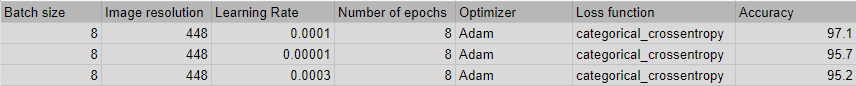 Batch size Image resolution Learning Rate Number of epochs Optimizer Loss function Accuracy
8 448 0.0001 8 Adam categorical_crossentropy 97.1
8 448 0.00001 8 Adam categorical_crossentropy 95.7
8 448 0.0003 8 Adam categorical_crossentropy 95.2